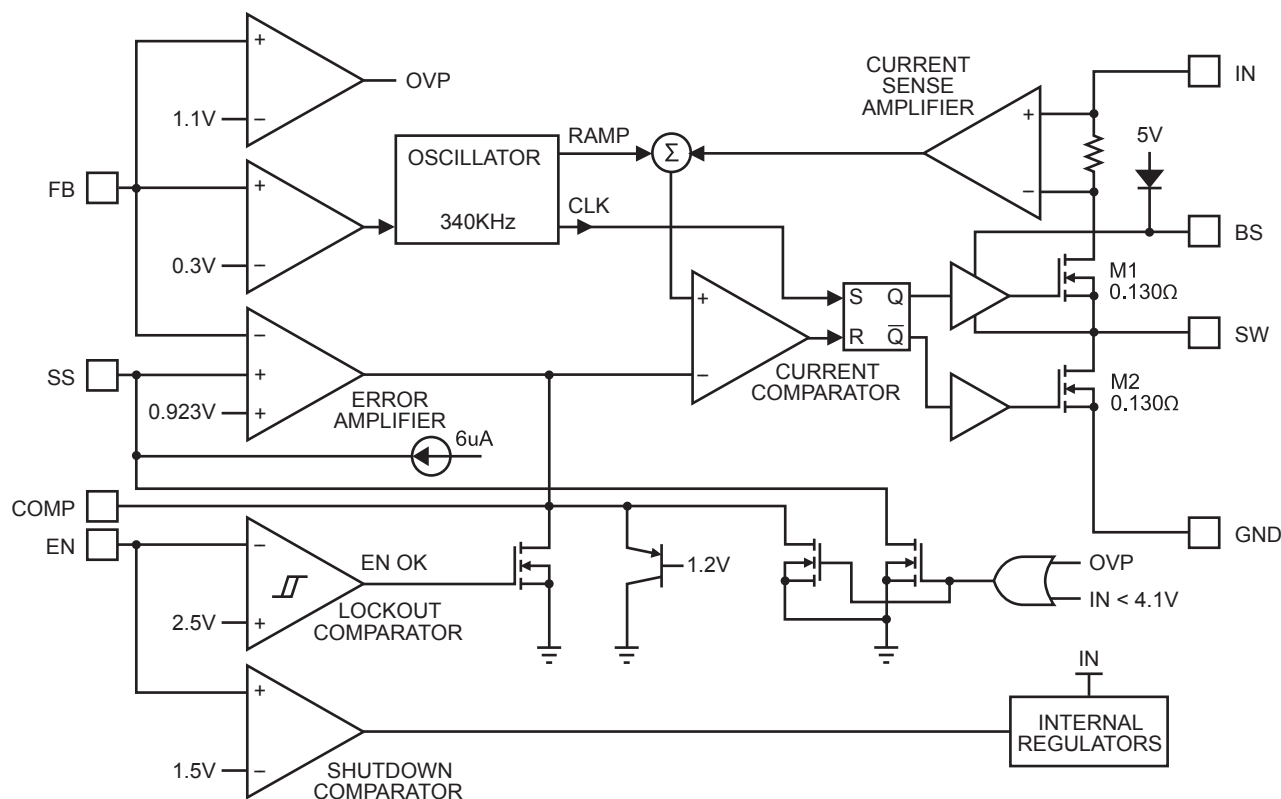 +
OVP
1.1V
–
FB
+
0.3V
–
OSCILLATOR
340KHz
RAMP
CLK
Σ
CURRENT
SENSE
AMPLIFIER
+
–
IN
5V
BS
M1
0.130Ω
SW
M2
0.130Ω
GND
+
–
CURRENT
COMPARATOR
S Q
R Q̅
SS
–
+
0.923V
+
ERROR
AMPLIFIER
6uA
COMP
EN
–
2.5V
+
EN OK
LOCKOUT
COMPARATOR
1.2V
OVP
IN < 4.1V
+
1.5V
–
SHUTDOWN
COMPARATOR
IN
INTERNAL
REGULATORS